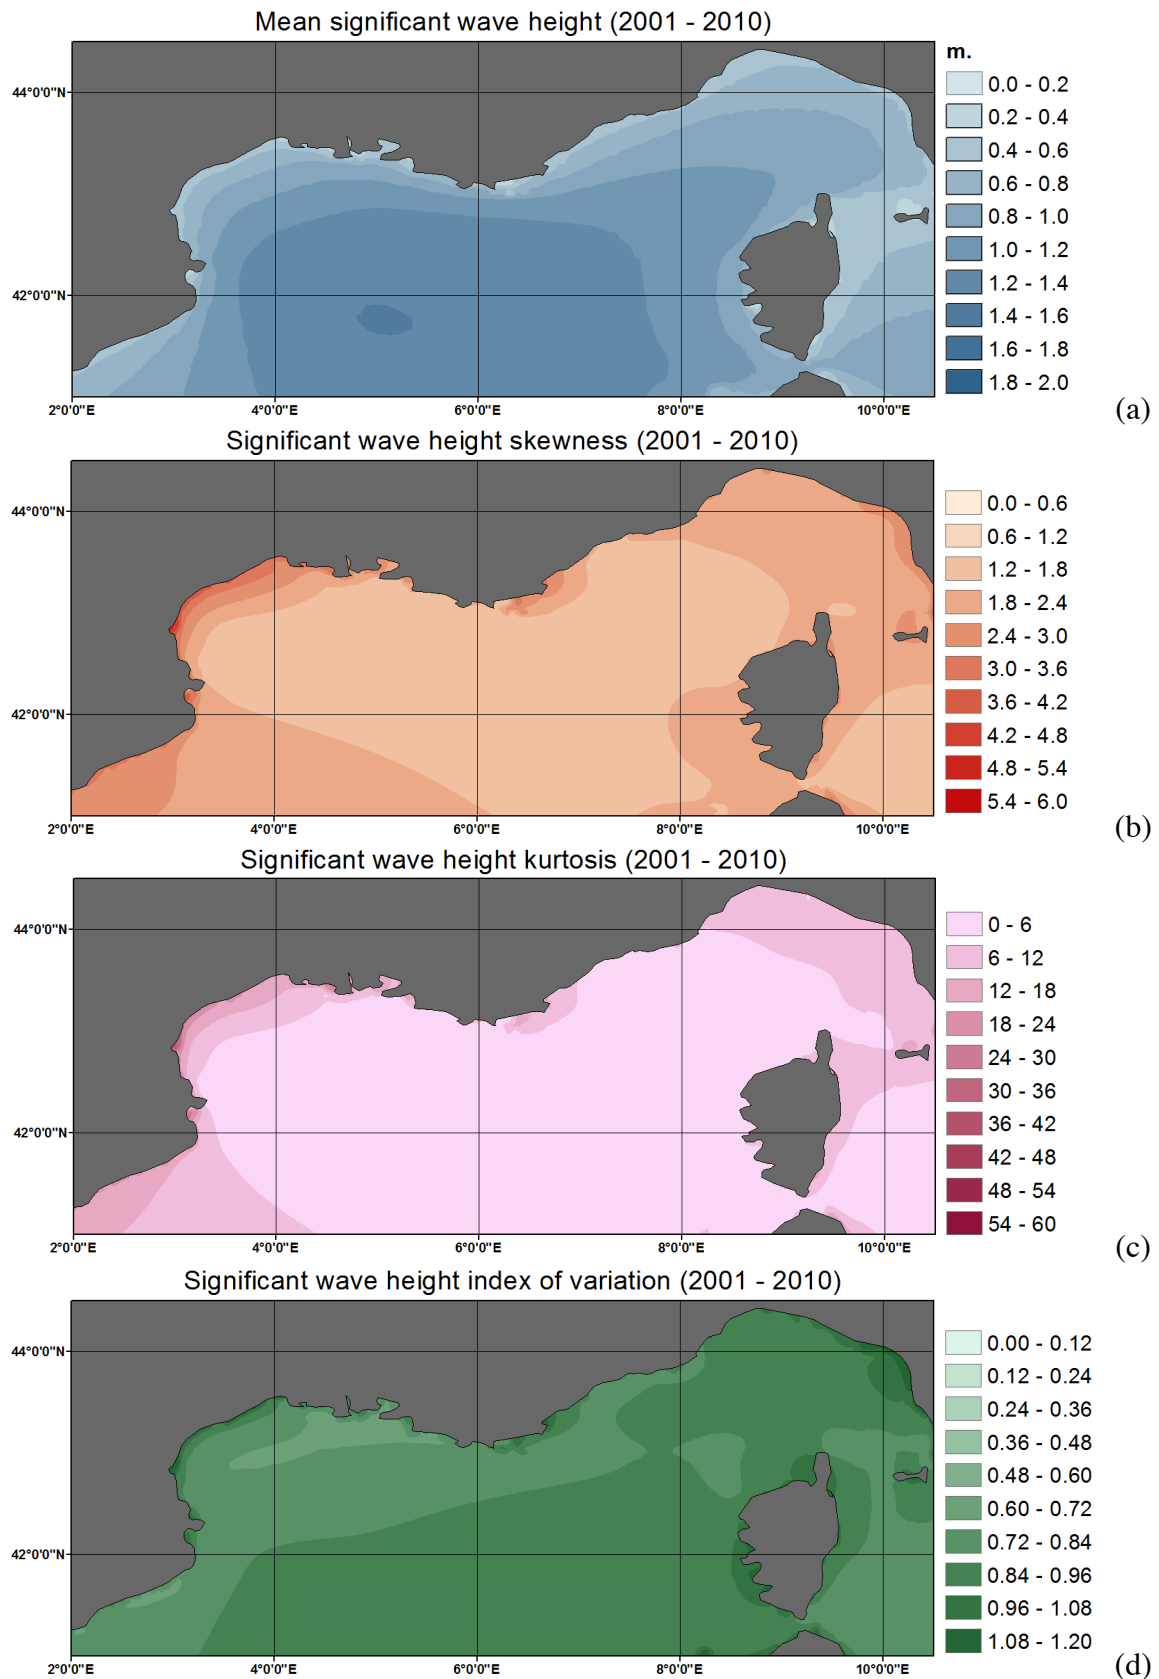 Mean significant wave height (2001 - 2010)
m.
0.0 - 0.2
0.2 - 0.4
0.4 - 0.6
0.6 - 0.8
0.8 - 1.0
1.0 - 1.2
1.2 - 1.4
1.4 - 1.6
1.6 - 1.8
1.8 - 2.0
44°0'0"N
42°0'0"N
2°0'0"E 4°0'0"E 6°0'0"E 8°0'0"E 10°0'0"E
(a)
Significant wave height skewness (2001 - 2010)
0.0 - 0.6
0.6 - 1.2
1.2 - 1.8
1.8 - 2.4
2.4 - 3.0
3.0 - 3.6
3.6 - 4.2
4.2 - 4.8
4.8 - 5.4
5.4 - 6.0
44°0'0"N
42°0'0"N
2°0'0"E 4°0'0"E 6°0'0"E 8°0'0"E 10°0'0"E
(b)
Significant wave height kurtosis (2001 - 2010)
0 - 6
6 - 12
12 - 18
18 - 24
24 - 30
30 - 36
36 - 42
42 - 48
48 - 54
54 - 60
44°0'0"N
42°0'0"N
2°0'0"E 4°0'0"E 6°0'0"E 8°0'0"E 10°0'0"E
(c)
Significant wave height index of variation (2001 - 2010)
0.00 - 0.12
0.12 - 0.24
0.24 - 0.36
0.36 - 0.48
0.48 - 0.60
0.60 - 0.72
0.72 - 0.84
0.84 - 0.96
0.96 - 1.08
1.08 - 1.20
44°0'0"N
42°0'0"N
2°0'0"E 4°0'0"E 6°0'0"E 8°0'0"E 10°0'0"E
(d)